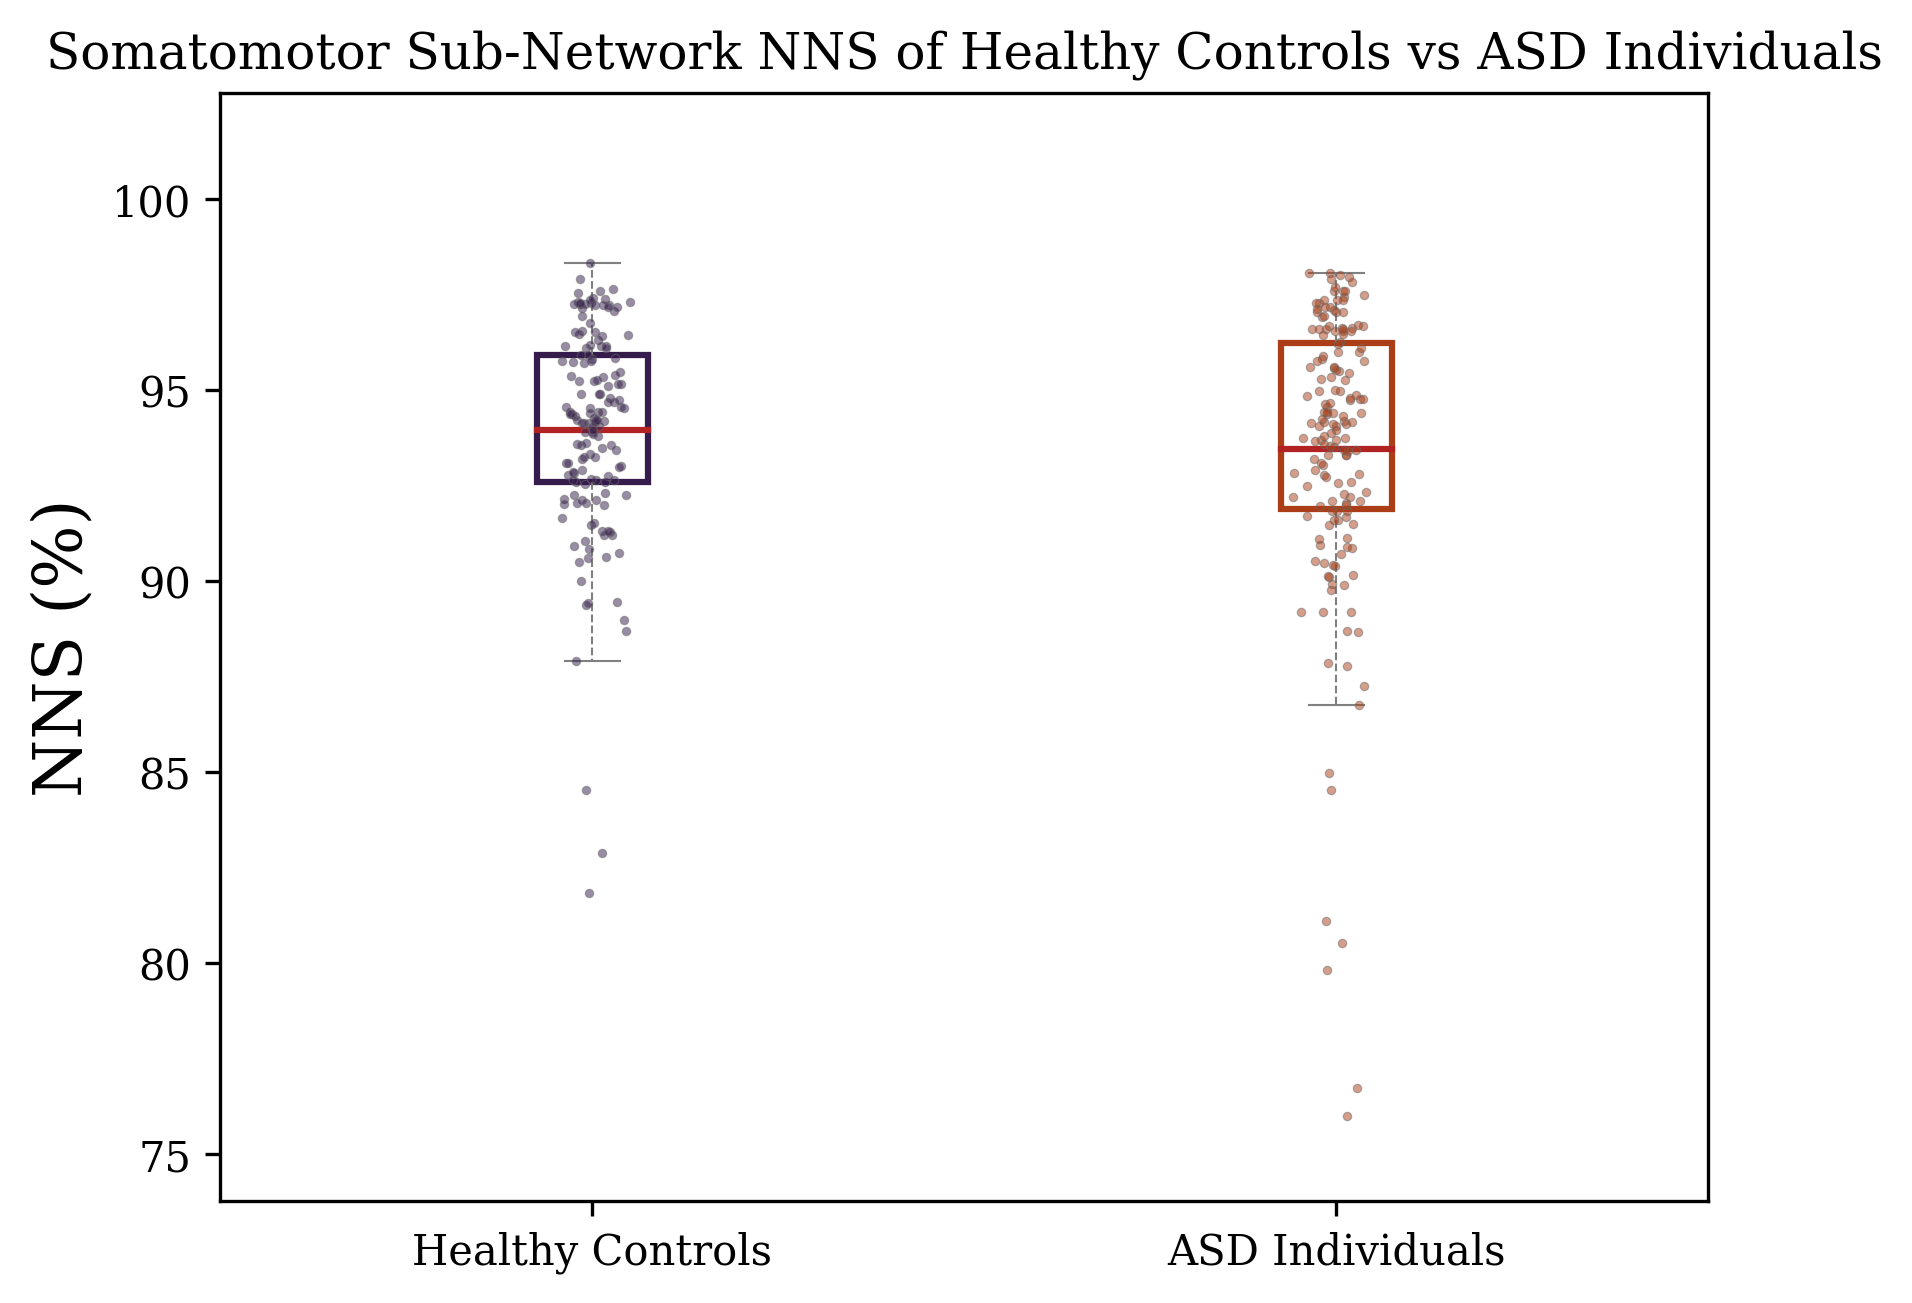 Somatomotor Sub-Network NNS of Healthy Controls vs ASD Individuals
NNS (%)
100
95
90
85
80
75
Healthy Controls
ASD Individuals